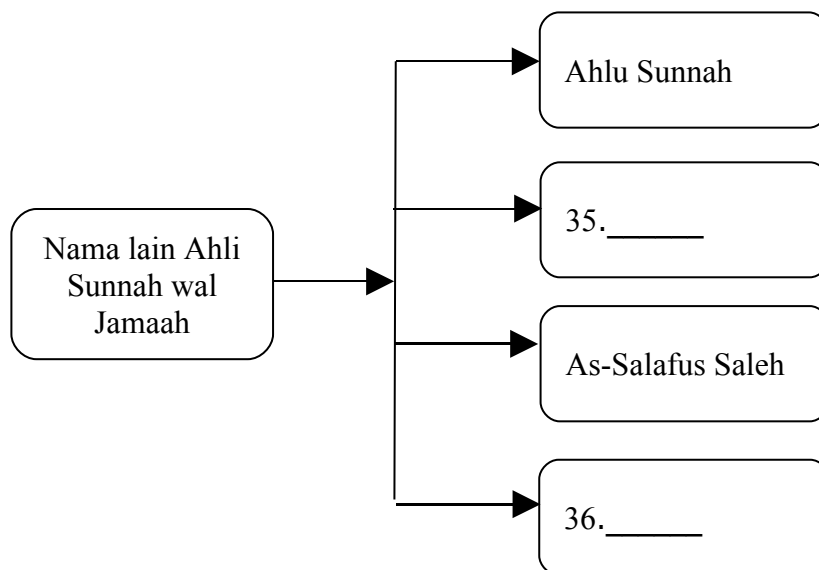 Ahlu Sunnah
35.______
Nama lain Ahli
Sunnah wal
Jamaah
As-Salafus Saleh
36.______